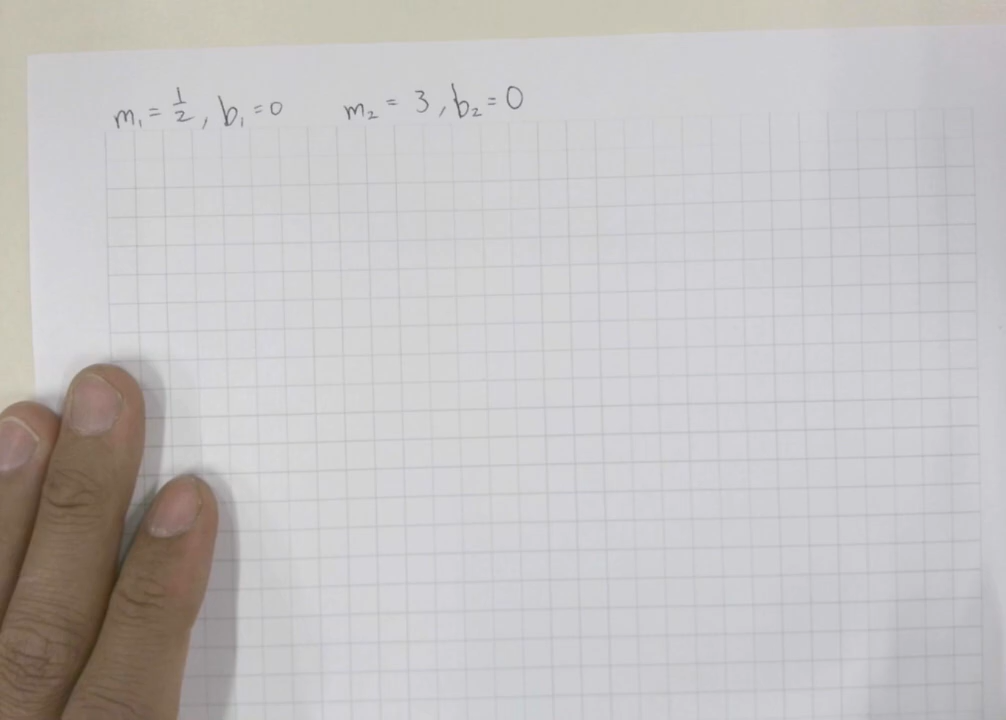 m₁ = 1/2, b₁ = 0 m₂ = 3, b₂ = 0